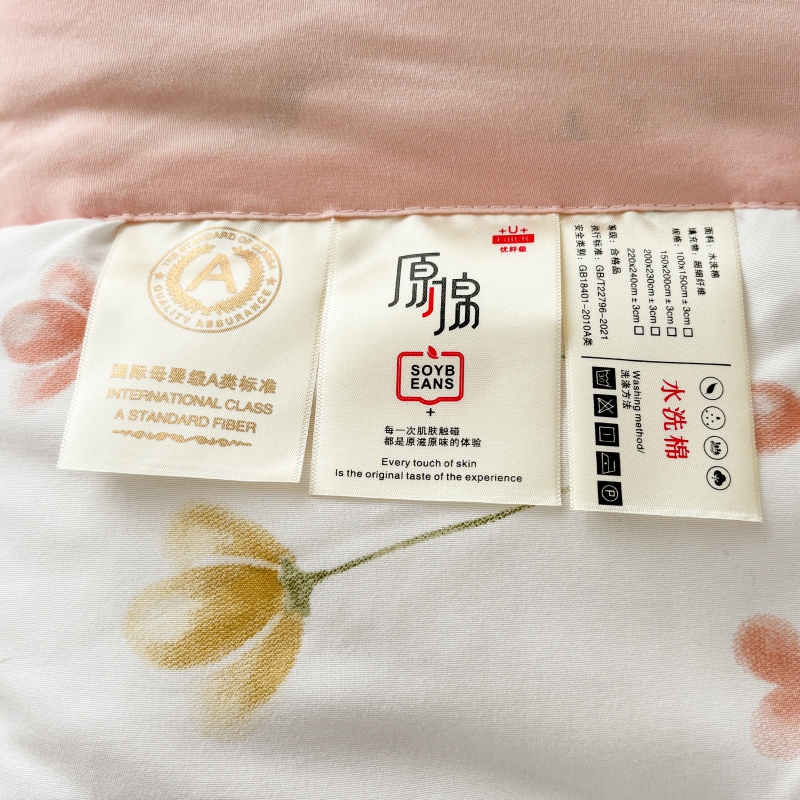 THE STANDARD OF CHINA
A
QUALITY ASSURANCE
国际母婴级A类标准
INTERNATIONAL CLASS
A STANDARD FIBER
+U+
FIBER
优纤级
原棉
SOYB
EANS
+
每一次肌肤触碰
都是原滋原味的体验
Every touch of skin
Is the original taste of the experience
面料：水洗棉
填充物：超细纤维
规格：100x150cm±3cm
150x200cm±3cm
200x230cm±3cm
220x240cm±3cm
等级：合格品
执行标准：GB/T22796-2021
安全类别：GB18401-2010A类
水洗棉
Washing method/
洗涤方法
P